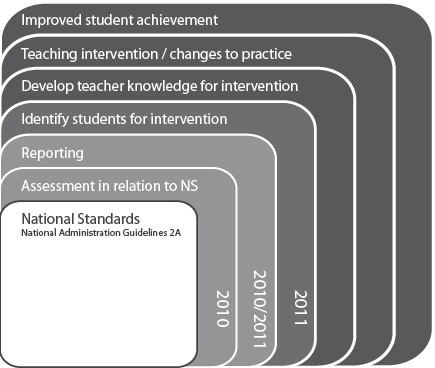 Improved student achievement
Teaching intervention / changes to practice
Develop teacher knowledge for intervention
Identify students for intervention
Reporting
Assessment in relation to NS
National Standards
National Administration Guidelines 2A
2010
2010/2011
2011